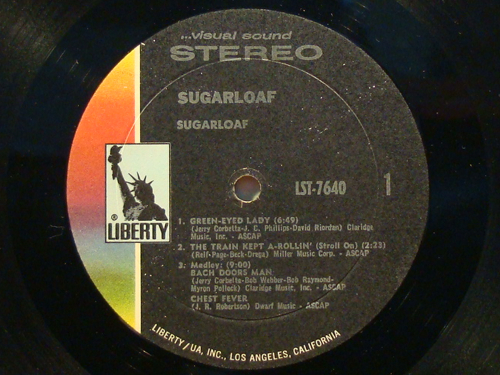 ...visual sound
STEREO
SUGARLOAF
SUGARLOAF
LST-7640
1
® LIBERTY
1. GREEN-EYED LADY (6:49)
(Jerry Corbetta-J. C. Phillips-David Riordan) Claridge
Music, Inc. - ASCAP
2. THE TRAIN KEPT A-ROLLIN' (Stroll On) (2:33)
(Relf-Page-Beck-Drega) Miller Music Corp. - ASCAP
3. Medley: (9:00)
BACH DOORS MAN
(Jerry Corbetta-Bob Webber-Bob Raymond-
Myron Pollock) Claridge Music, Inc. - ASCAP
CHEST FEVER
(J. R. Robertson) Dwarf Music - ASCAP
LIBERTY/UA, INC., LOS ANGELES, CALIFORNIA